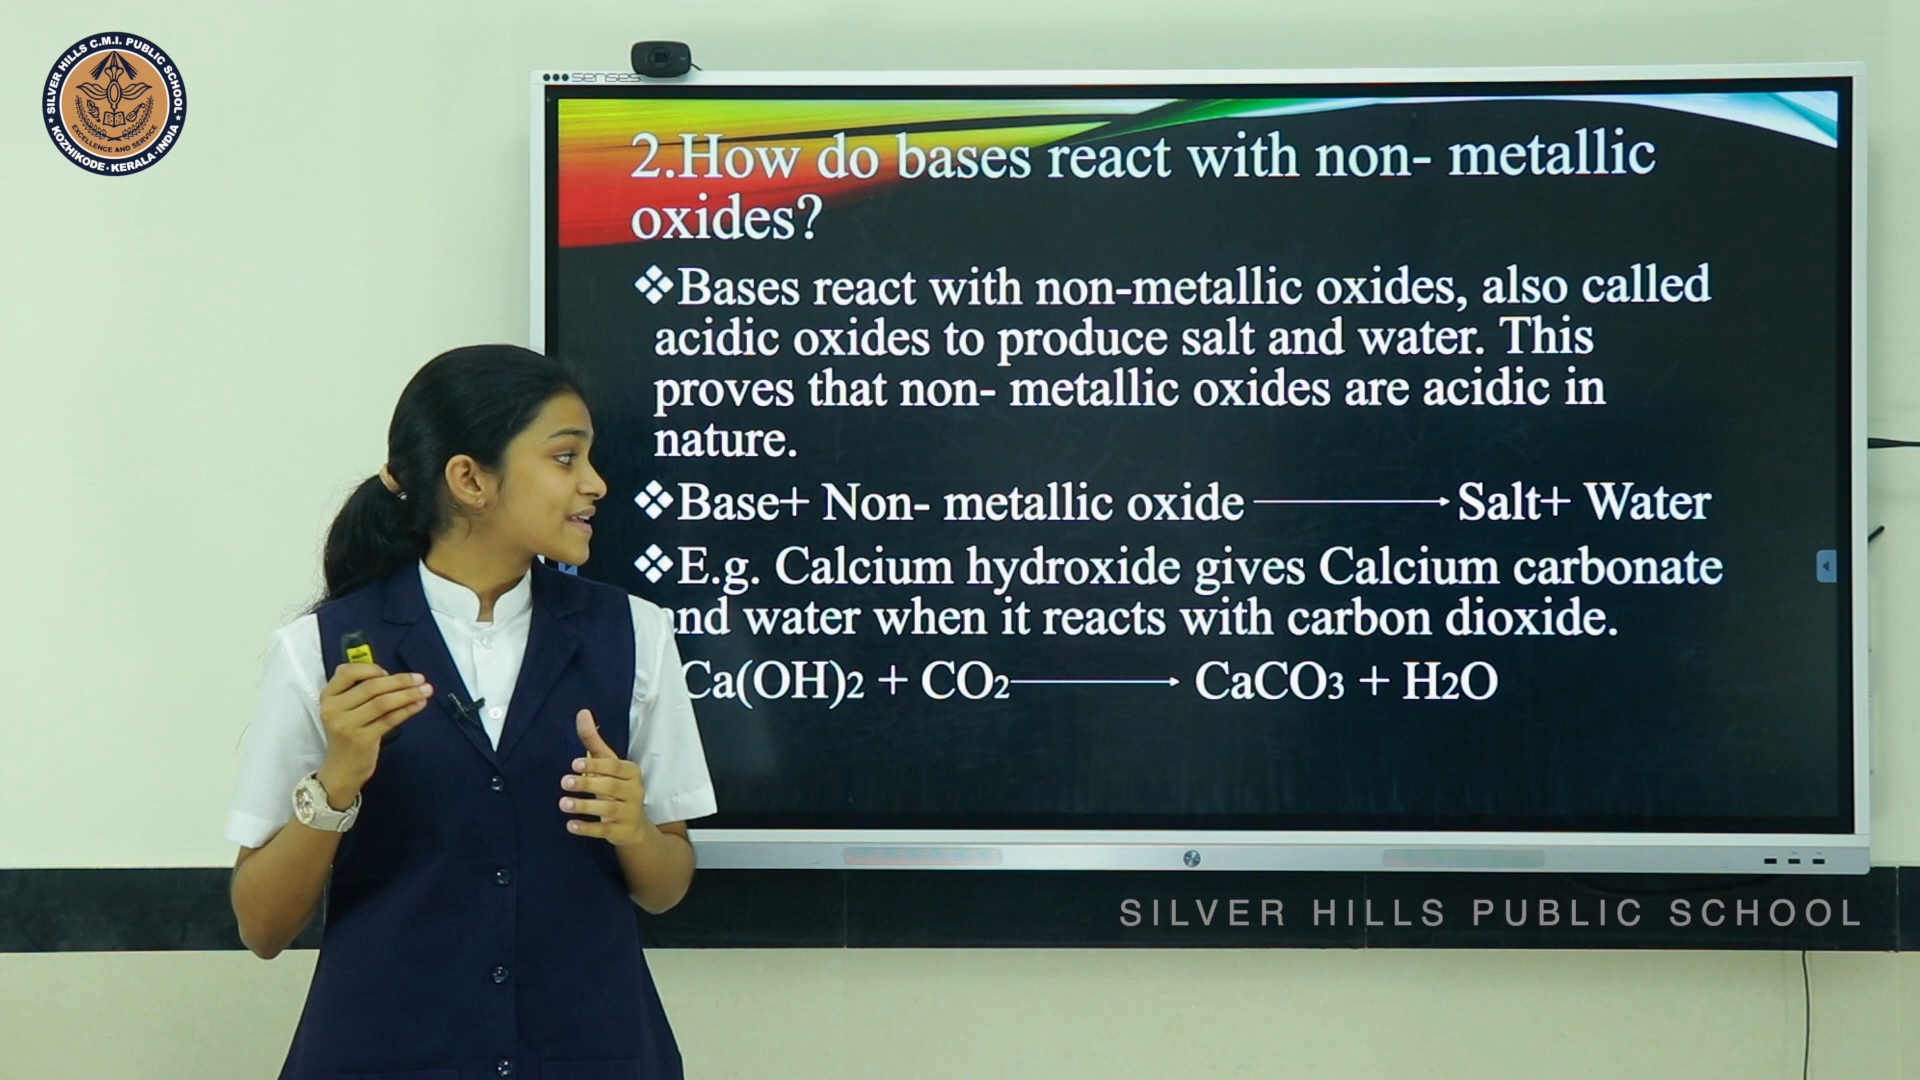 SILVER HILLS C.M.I. PUBLIC SCHOOL
KOZHIKODE · KERALA · INDIA
EXCELLENCE AND SERVICE
senses
2.How do bases react with non- metallic
oxides?
❖Bases react with non-metallic oxides, also called
acidic oxides to produce salt and water. This
proves that non- metallic oxides are acidic in
nature.
❖Base+ Non- metallic oxide → Salt+ Water
❖E.g. Calcium hydroxide gives Calcium carbonate
and water when it reacts with carbon dioxide.
Ca(OH)2 + CO2 → CaCO3 + H2O
SILVER HILLS PUBLIC SCHOOL